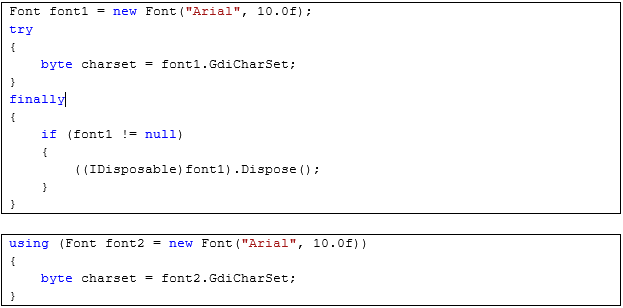 Font font1 = new Font("Arial", 10.0f);
try
{
    byte charset = font1.GdiCharSet;
}
finally
{
    if (font1 != null)
    {
        ((IDisposable)font1).Dispose();
    }
}
using (Font font2 = new Font("Arial", 10.0f))
{
    byte charset = font2.GdiCharSet;
}